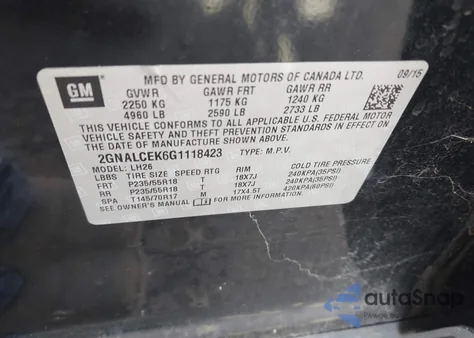 GM
MFD BY GENERAL MOTORS OF CANADA LTD. 09/15
GVWR GAWR FRT GAWR RR
2250 KG 1175 KG 1240 KG
4960 LB 2590 LB 2733 LB
THIS VEHICLE CONFORMS TO ALL APPLICABLE U.S. FEDERAL MOTOR
VEHICLE SAFETY, BUMPER, AND THEFT PREVENTION STANDARDS IN
EFFECT ON THE DATE OF MANUFACTURE SHOWN ABOVE.
2GNALCEK6G1118423 TYPE: M.P.V.
MODEL: LH26
LBBS TIRE SIZE SPEED RTG RIM COLD TIRE PRESSURE
FRT P235/55R18 T 18X7J 240KPA(35PSI)
RR P235/55R18 T 18X7J 240KPA(35PSI)
SPA T145/70R17 M 17X4.5T 420KPA(60PSI)
SEE OWNER'S MANUAL FOR MORE INFORMATION.
autoSnap